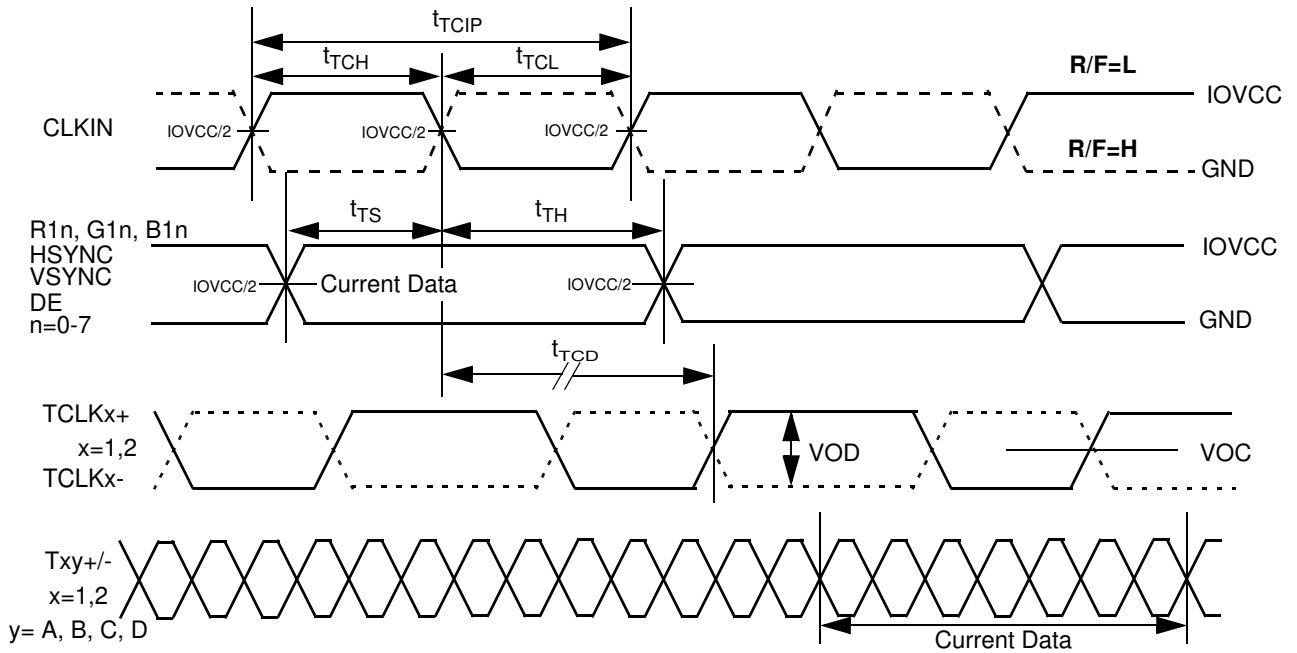 tTCIP
tTCH
tTCL
R/F=L
IOVCC
CLKIN
IOVCC/2
IOVCC/2
IOVCC/2
R/F=H
GND
tTS
tTH
R1n, G1n, B1n
HSYNC
VSYNC
DE
n=0-7
IOVCC
IOVCC/2
Current Data
IOVCC/2
GND
tTCD
TCLKx+
x=1,2
TCLKx-
VOD
VOC
Txy+/-
x=1,2
y= A, B, C, D
Current Data